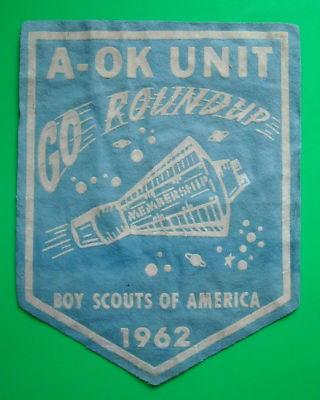 A-OK UNIT
GO ROUNDUP
MEMBERSHIP
BOY SCOUTS OF AMERICA
1962